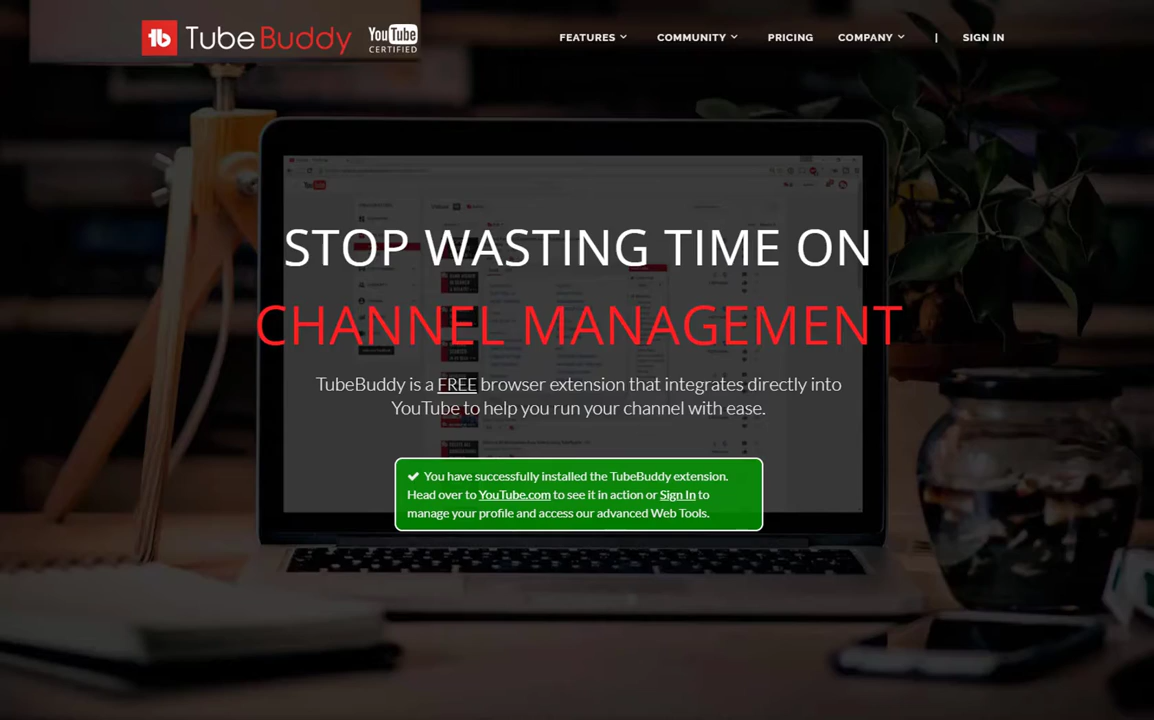 TubeBuddy
YouTube
CERTIFIED
FEATURES
COMMUNITY
PRICING
COMPANY
|
SIGN IN
STOP WASTING TIME ON
CHANNEL MANAGEMENT
TubeBuddy is a FREE browser extension that integrates directly into
YouTube to help you run your channel with ease.
✔ You have successfully installed the TubeBuddy extension.
Head over to YouTube.com to see it in action or Sign In to
manage your profile and access our advanced Web Tools.